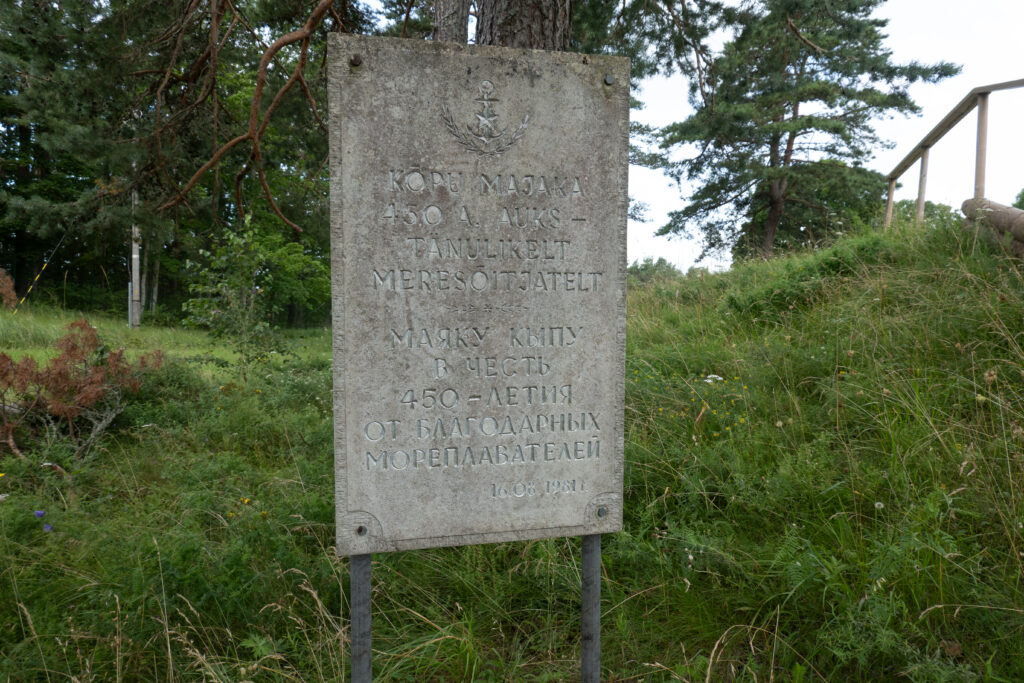 KÕPU MAJAKA
450 A. AUKS –
TÄNULIKELT
MERESÕITJATELT
МАЯКУ КЫПУ
В ЧЕСТЬ
450 – ЛЕТИЯ
ОТ БЛАГОДАРНЫХ
МОРЕПЛАВАТЕЛЕЙ
16.08.1981 г.